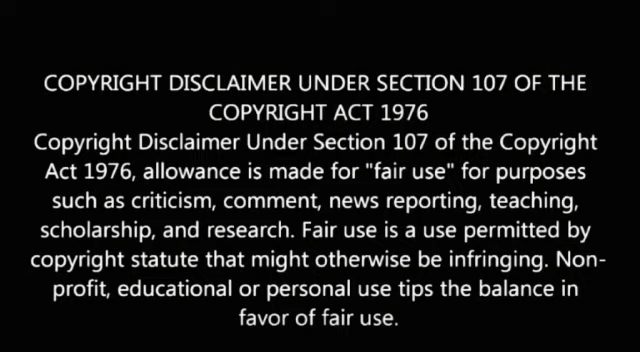 COPYRIGHT DISCLAIMER UNDER SECTION 107 OF THE
COPYRIGHT ACT 1976
Copyright Disclaimer Under Section 107 of the Copyright
Act 1976, allowance is made for "fair use" for purposes
such as criticism, comment, news reporting, teaching,
scholarship, and research. Fair use is a use permitted by
copyright statute that might otherwise be infringing. Non-
profit, educational or personal use tips the balance in
favor of fair use.